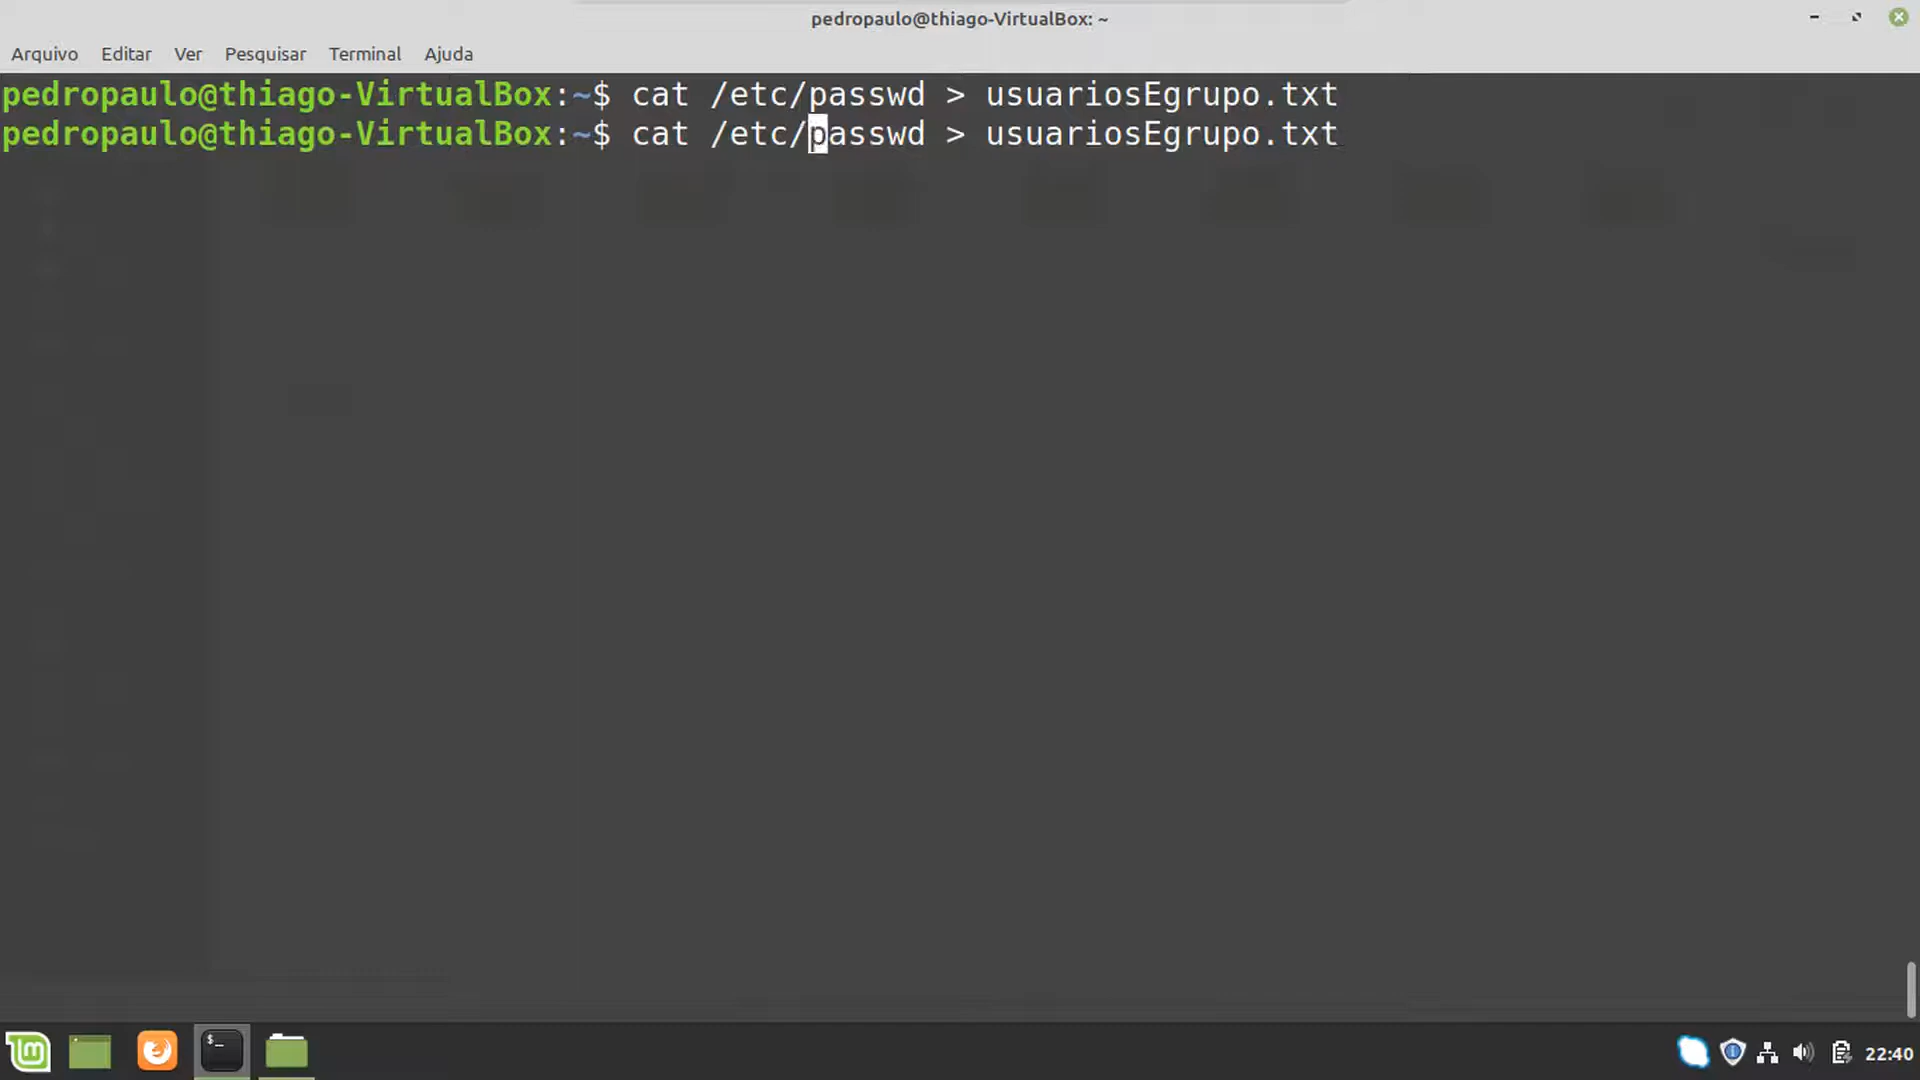 pedropaulo@thiago-VirtualBox: ~
Arquivo Editar Ver Pesquisar Terminal Ajuda
pedropaulo@thiago-VirtualBox:~$ cat /etc/passwd > usuariosEgrupo.txt
pedropaulo@thiago-VirtualBox:~$ cat /etc/passwd > usuariosEgrupo.txt
$_
22:40